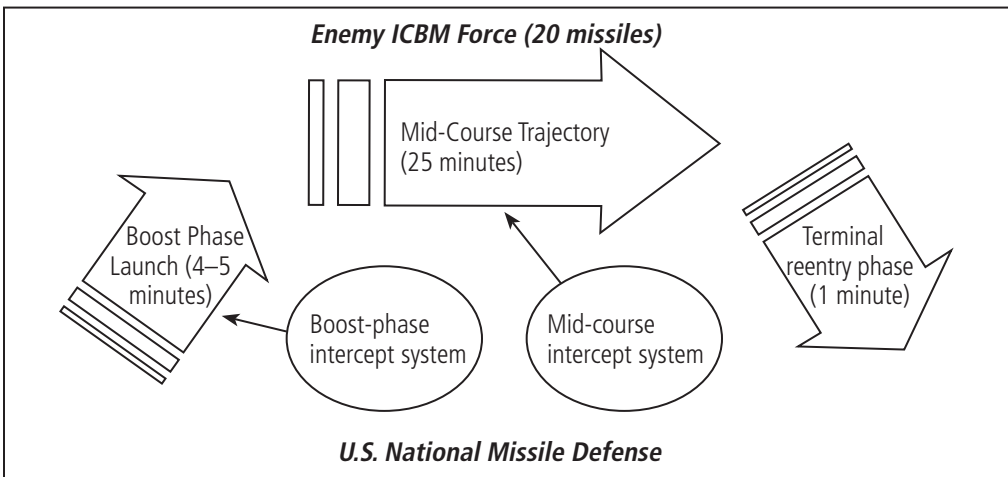 Enemy ICBM Force (20 missiles)
Mid-Course Trajectory
(25 minutes)
Boost Phase
Launch (4–5
minutes)
Terminal
reentry phase
(1 minute)
Boost-phase
intercept system
Mid-course
intercept system
U.S. National Missile Defense